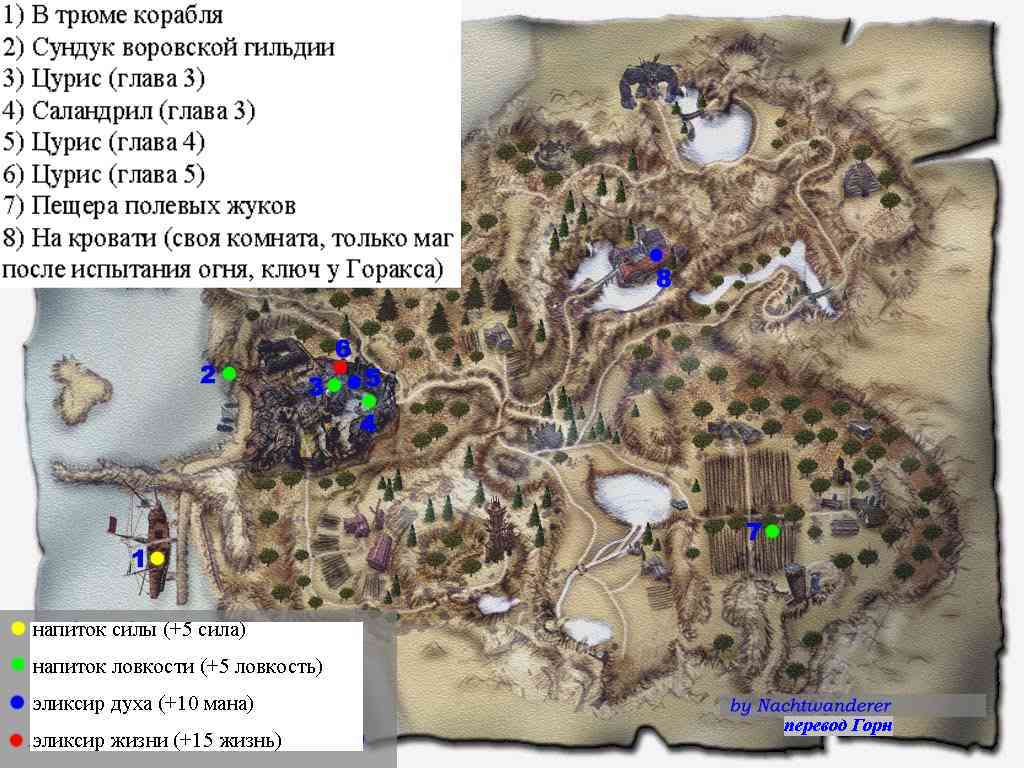 1) В трюме корабля
2) Сундук воровской гильдии
3) Цурис (глава 3)
4) Саландрил (глава 3)
5) Цурис (глава 4)
6) Цурис (глава 5)
7) Пещера полевых жуков
8) На кровати (своя комната, только маг
после испытания огня, ключ у Горакса)
8
6
2
3
5
4
7
1
напиток силы (+5 сила)
напиток ловкости (+5 ловкость)
эликсир духа (+10 мана)
эликсир жизни (+15 жизнь)
by Nachtwanderer
перевод Горн